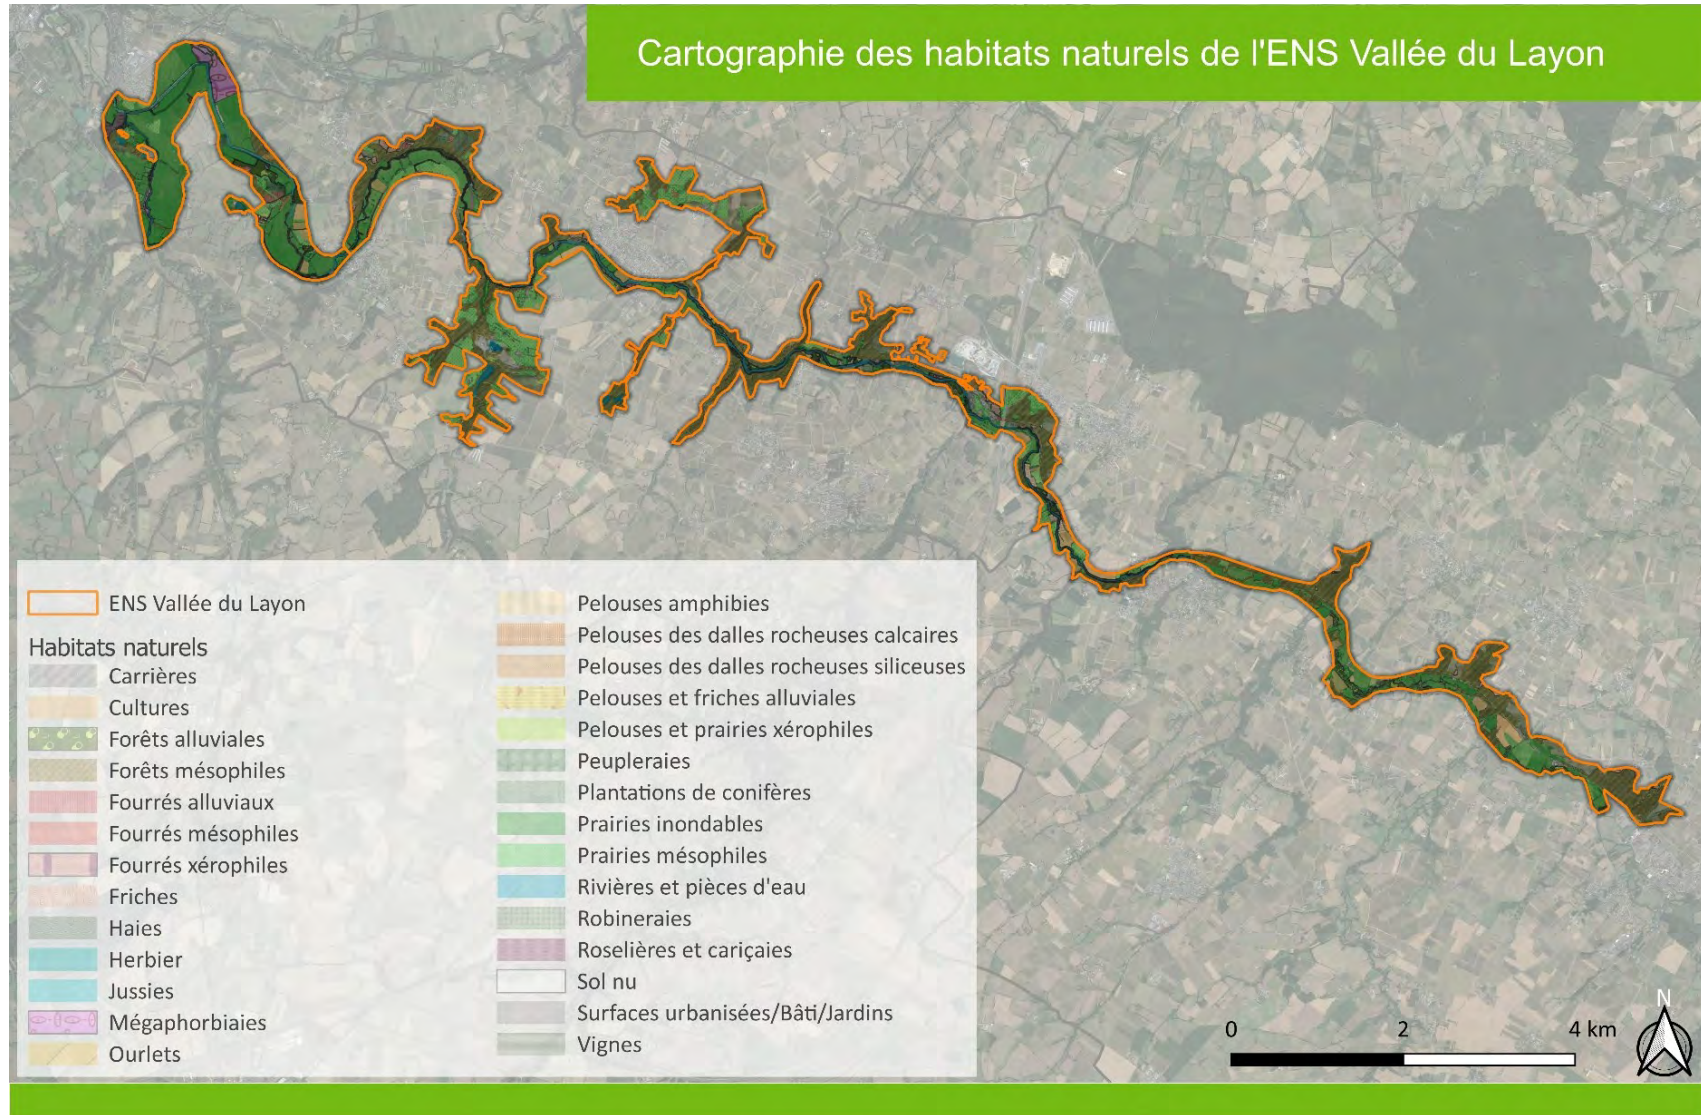 Cartographie des habitats naturels de l'ENS Vallée du Layon
ENS Vallée du Layon
Habitats naturels
Carrières
Cultures
Forêts alluviales
Forêts mésophiles
Fourrés alluviaux
Fourrés mésophiles
Fourrés xérophiles
Friches
Haies
Herbier
Jussies
Mégaphorbiaies
Ourlets
Pelouses amphibies
Pelouses des dalles rocheuses calcaires
Pelouses des dalles rocheuses siliceuses
Pelouses et friches alluviales
Pelouses et prairies xérophiles
Peupleraies
Plantations de conifères
Prairies inondables
Prairies mésophiles
Rivières et pièces d'eau
Robineraies
Roselières et cariçaies
Sol nu
Surfaces urbanisées/Bâti/Jardins
Vignes
0 2 4 km
N